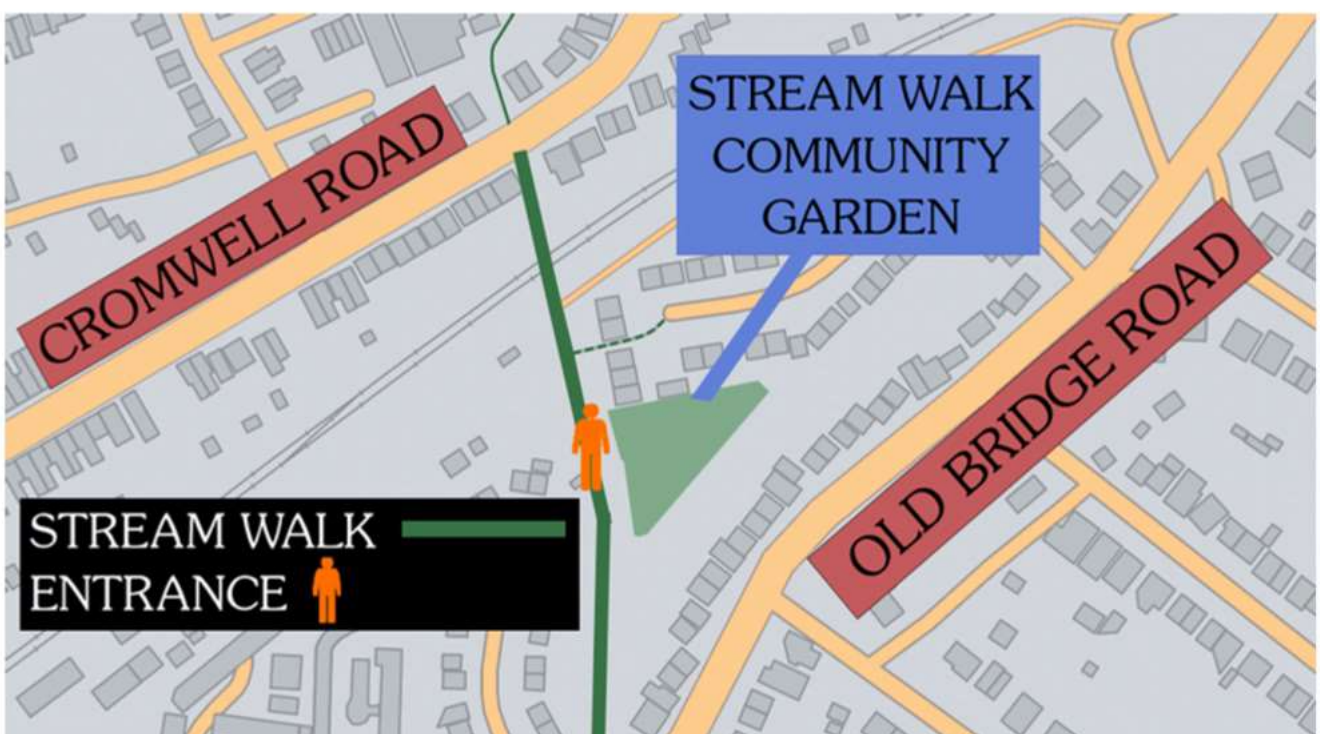 CROMWELL ROAD
STREAM WALK
COMMUNITY
GARDEN
OLD BRIDGE ROAD
STREAM WALK
ENTRANCE